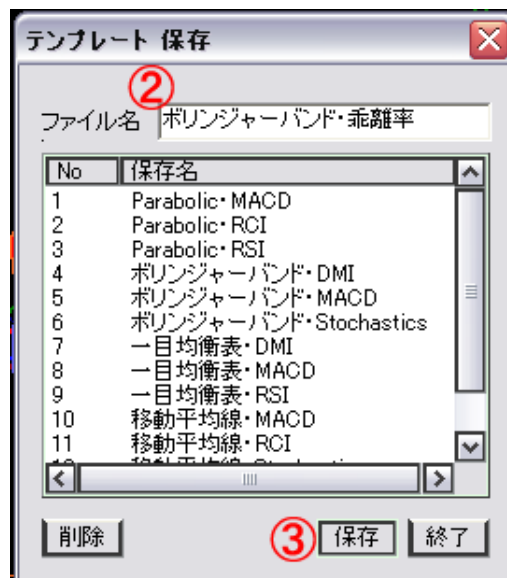 テンプレート 保存
②
ファイル名 ボリンジャーバンド・乖離率
No 保存名
1 Parabolic・MACD
2 Parabolic・RCI
3 Parabolic・RSI
4 ボリンジャーバンド・DMI
5 ボリンジャーバンド・MACD
6 ボリンジャーバンド・Stochastics
7 一目均衡表・DMI
8 一目均衡表・MACD
9 一目均衡表・RSI
10 移動平均線・MACD
11 移動平均線・RCI
削除 ③ 保存 終了